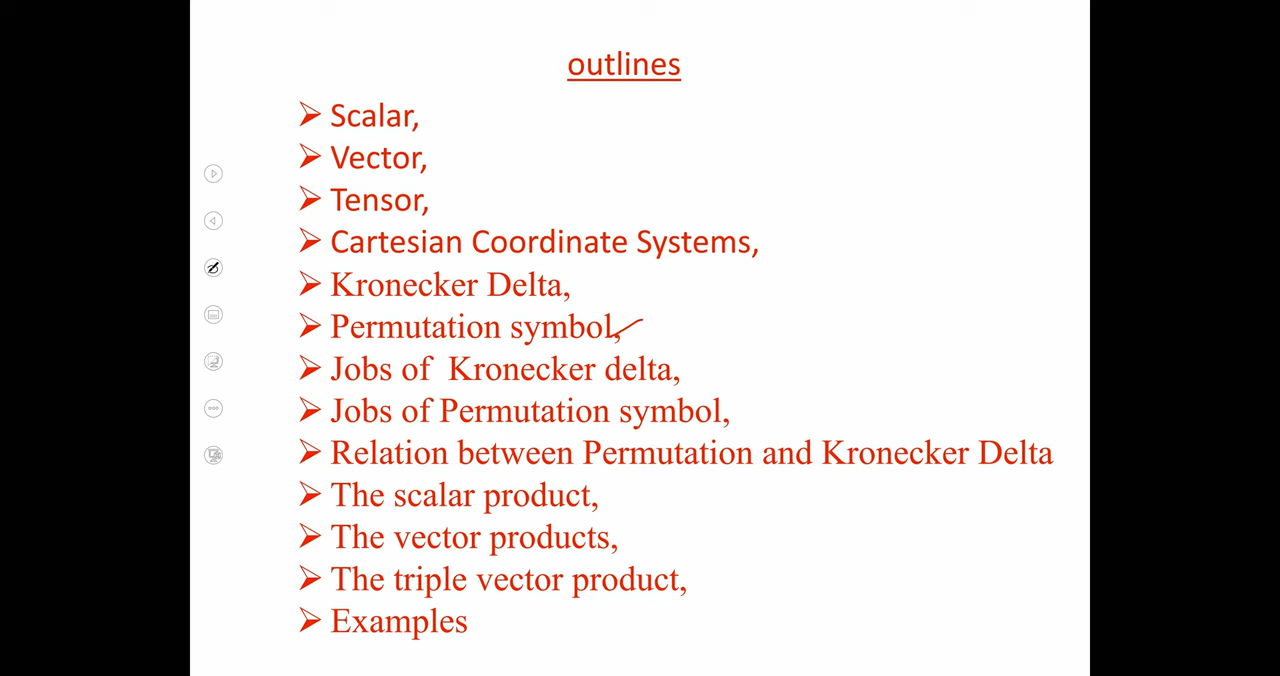 outlines
Scalar,
Vector,
Tensor,
Cartesian Coordinate Systems,
Kronecker Delta,
Permutation symbol,
Jobs of Kronecker delta,
Jobs of Permutation symbol,
Relation between Permutation and Kronecker Delta
The scalar product,
The vector products,
The triple vector product,
Examples